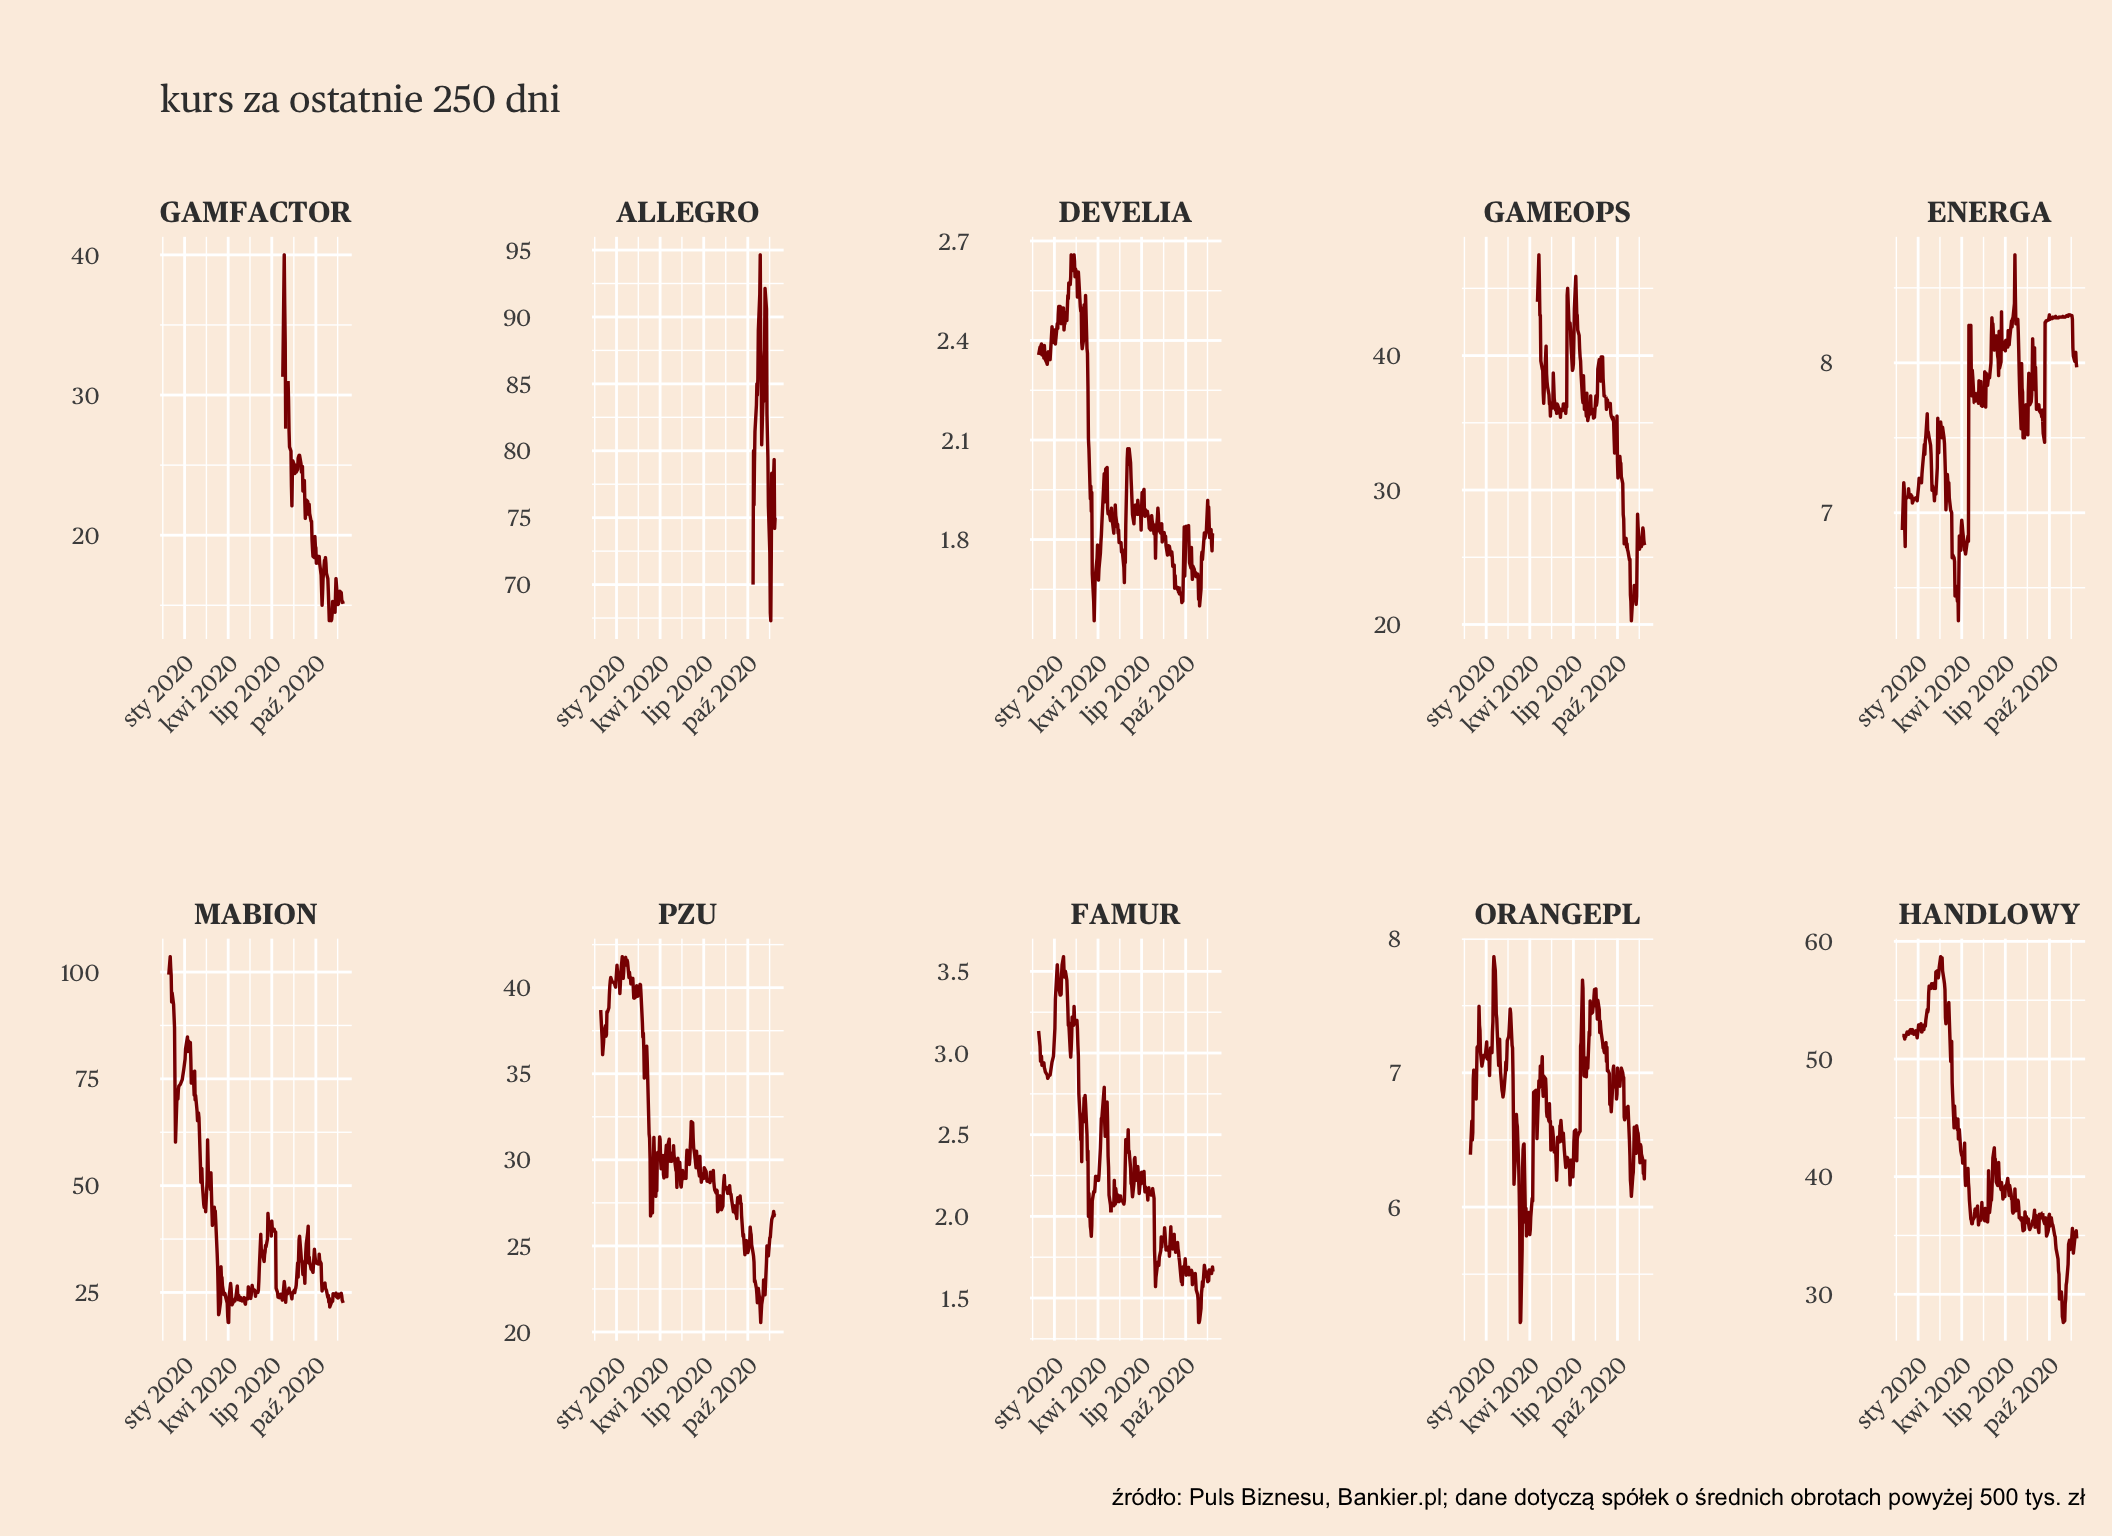 kurs za ostatnie 250 dni
GAMFACTOR
40
30
20
sty 2020
kwi 2020
lip 2020
paź 2020
ALLEGRO
95
90
85
80
75
70
sty 2020
kwi 2020
lip 2020
paź 2020
DEVELIA
2.7
2.4
2.1
1.8
sty 2020
kwi 2020
lip 2020
paź 2020
GAMEOPS
40
30
20
sty 2020
kwi 2020
lip 2020
paź 2020
ENERGA
8
7
sty 2020
kwi 2020
lip 2020
paź 2020
MABION
100
75
50
25
sty 2020
kwi 2020
lip 2020
paź 2020
PZU
40
35
30
25
20
sty 2020
kwi 2020
lip 2020
paź 2020
FAMUR
3.5
3.0
2.5
2.0
1.5
sty 2020
kwi 2020
lip 2020
paź 2020
ORANGEPL
8
7
6
sty 2020
kwi 2020
lip 2020
paź 2020
HANDLOWY
60
50
40
30
sty 2020
kwi 2020
lip 2020
paź 2020
źródło: Puls Biznesu, Bankier.pl; dane dotyczą spółek o średnich obrotach powyżej 500 tys. zł